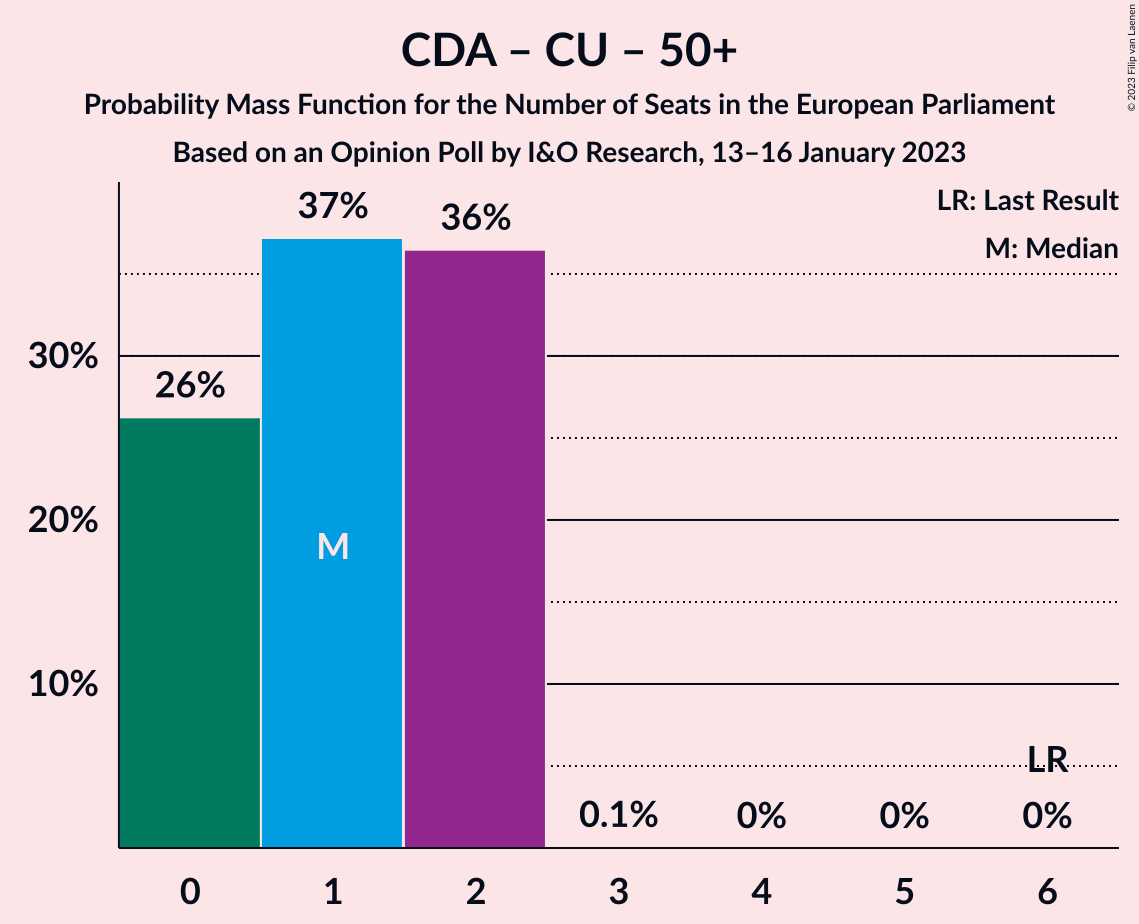 CDA – CU – 50+
Probability Mass Function for the Number of Seats in the European Parliament
Based on an Opinion Poll by I&O Research, 13–16 January 2023
© 2023 Filip van Laenen
LR: Last Result
M: Median
37%
36%
30%
26%
20%
M
10%
LR
0.1%
0%
0%
0%
0
1
2
3
4
5
6